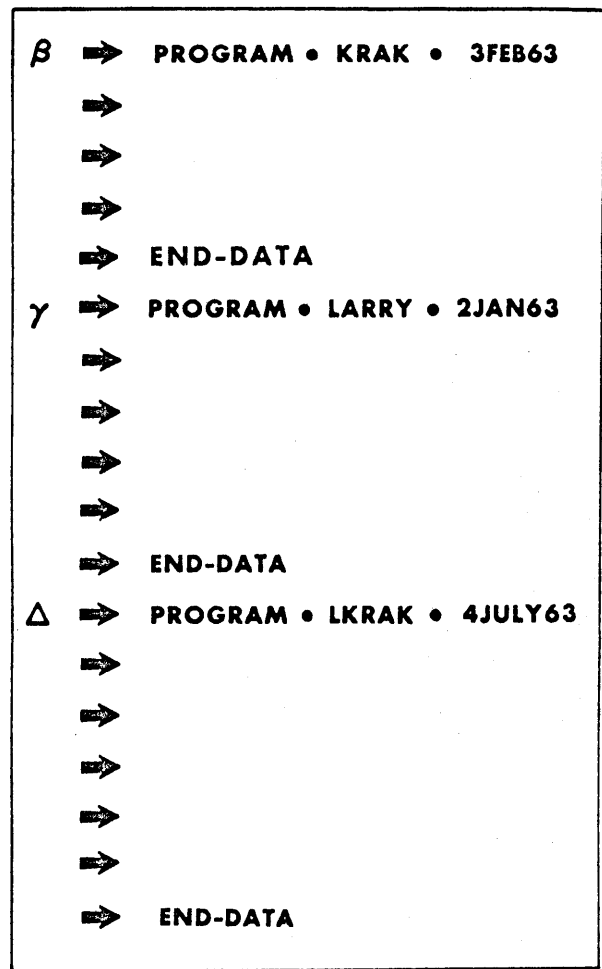 β ➡ PROGRAM • KRAK • 3FEB63
➡
➡
➡
➡ END-DATA
γ ➡ PROGRAM • LARRY • 2JAN63
➡
➡
➡
➡
➡ END-DATA
Δ ➡ PROGRAM • LKRAK • 4JULY63
➡
➡
➡
➡
➡
➡ END-DATA